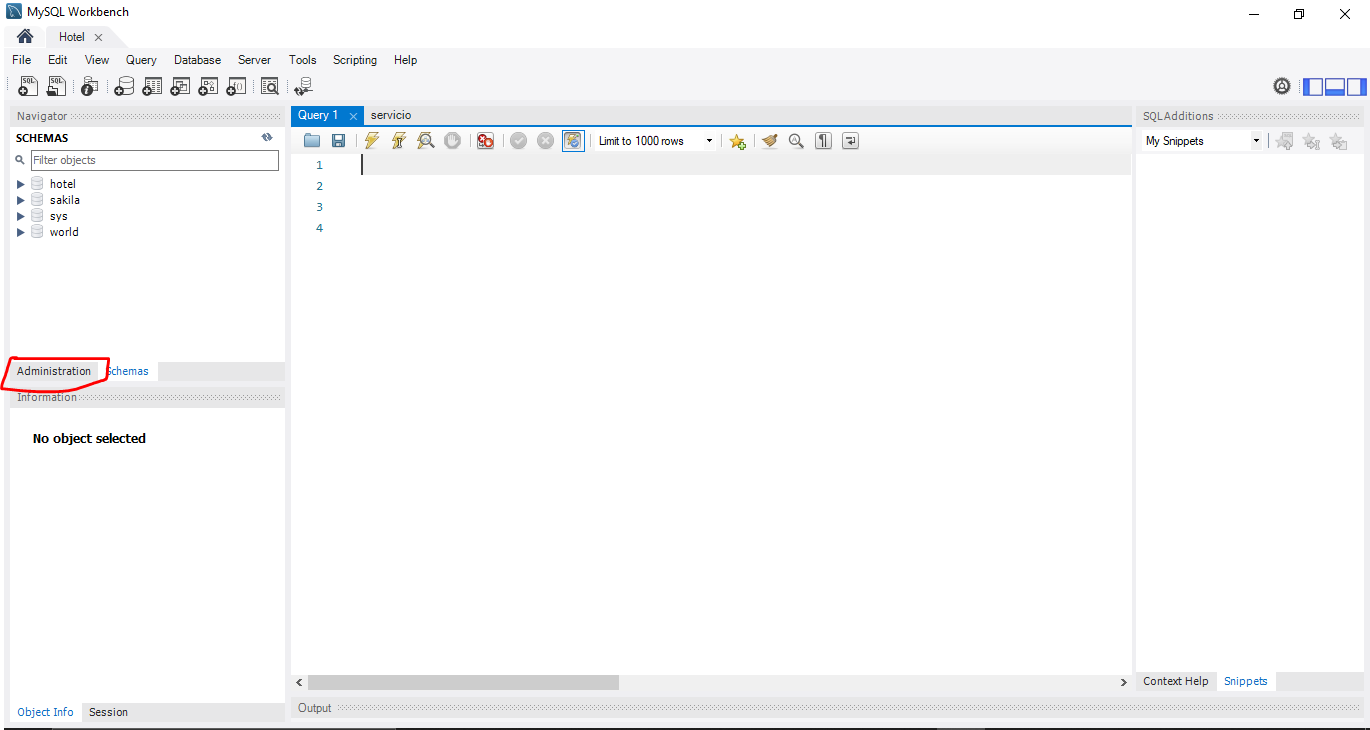 MySQL Workbench
Hotel
File Edit View Query Database Server Tools Scripting Help
Navigator
SCHEMAS
Filter objects
hotel
sakila
sys
world
Administration Schemas
Information
No object selected
Object Info Session
Query 1 servicio
Limit to 1000 rows
1
2
3
4
Output
SQLAdditions
My Snippets
Context Help Snippets